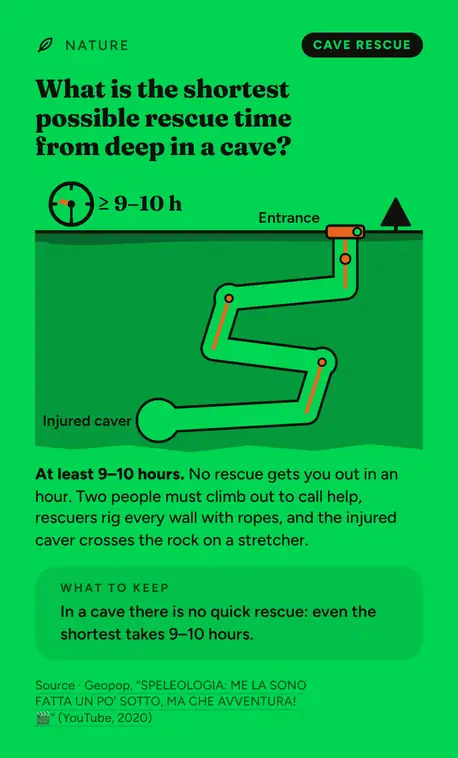 NATURE
CAVE RESCUE
What is the shortest
possible rescue time
from deep in a cave?
≥ 9–10 h
Entrance
Injured caver
At least 9–10 hours. No rescue gets you out in an
hour. Two people must climb out to call help,
rescuers rig every wall with ropes, and the injured
caver crosses the rock on a stretcher.
WHAT TO KEEP
In a cave there is no quick rescue: even the
shortest takes 9–10 hours.
Source · Geopop, “SPELEOLOGIA: ME LA SONO
FATTA UN PO’ SOTTO, MA CHE AVVENTURA!
🎬” (YouTube, 2020)